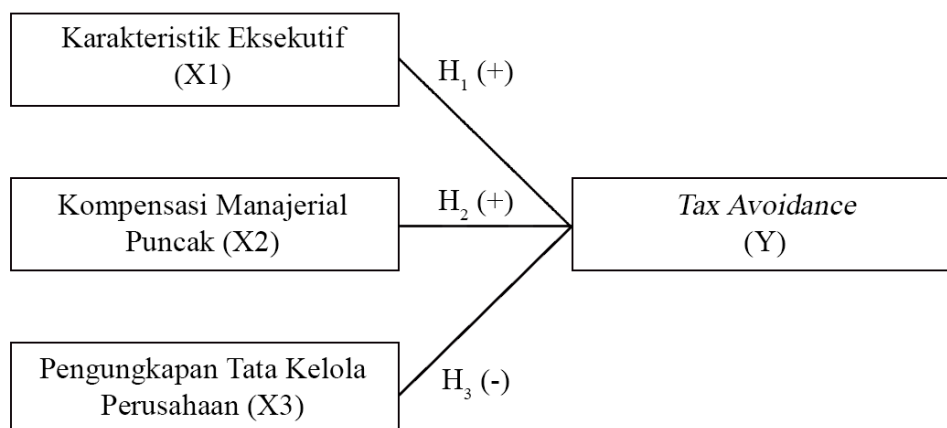 Karakteristik Eksekutif
(X1)
H₁ (+)
Kompensasi Manajerial
Puncak (X2)
H₂ (+)
Tax Avoidance
(Y)
Pengungkapan Tata Kelola
Perusahaan (X3)
H₃ (-)